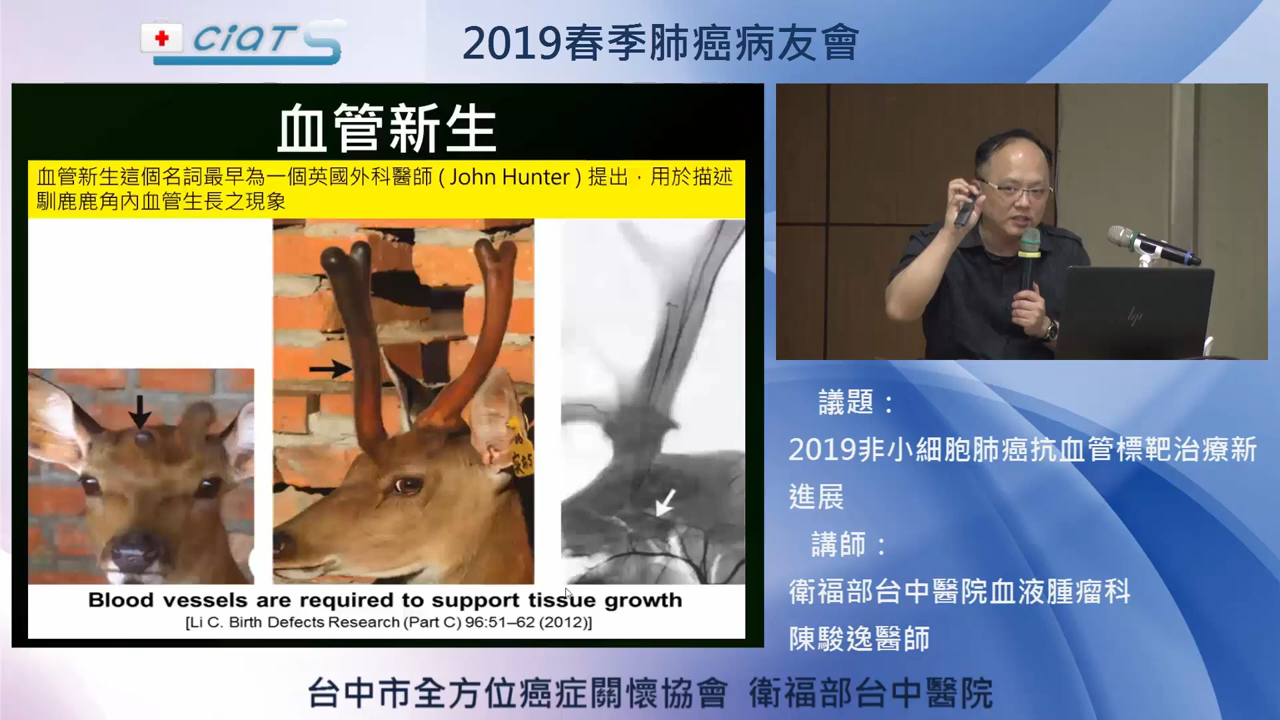 CiGTS
2019春季肺癌病友會
血管新生
血管新生這個名詞最早為一個英國外科醫師 ( John Hunter ) 提出，用於描述
馴鹿鹿角內血管生長之現象
Blood vessels are required to support tissue growth
[Li C. Birth Defects Research (Part C) 96:51–62 (2012)]
hp
議題：
2019非小細胞肺癌抗血管標靶治療新
進展
講師：
衛福部台中醫院血液腫瘤科
陳駿逸醫師
台中市全方位癌症關懷協會 衛福部台中醫院